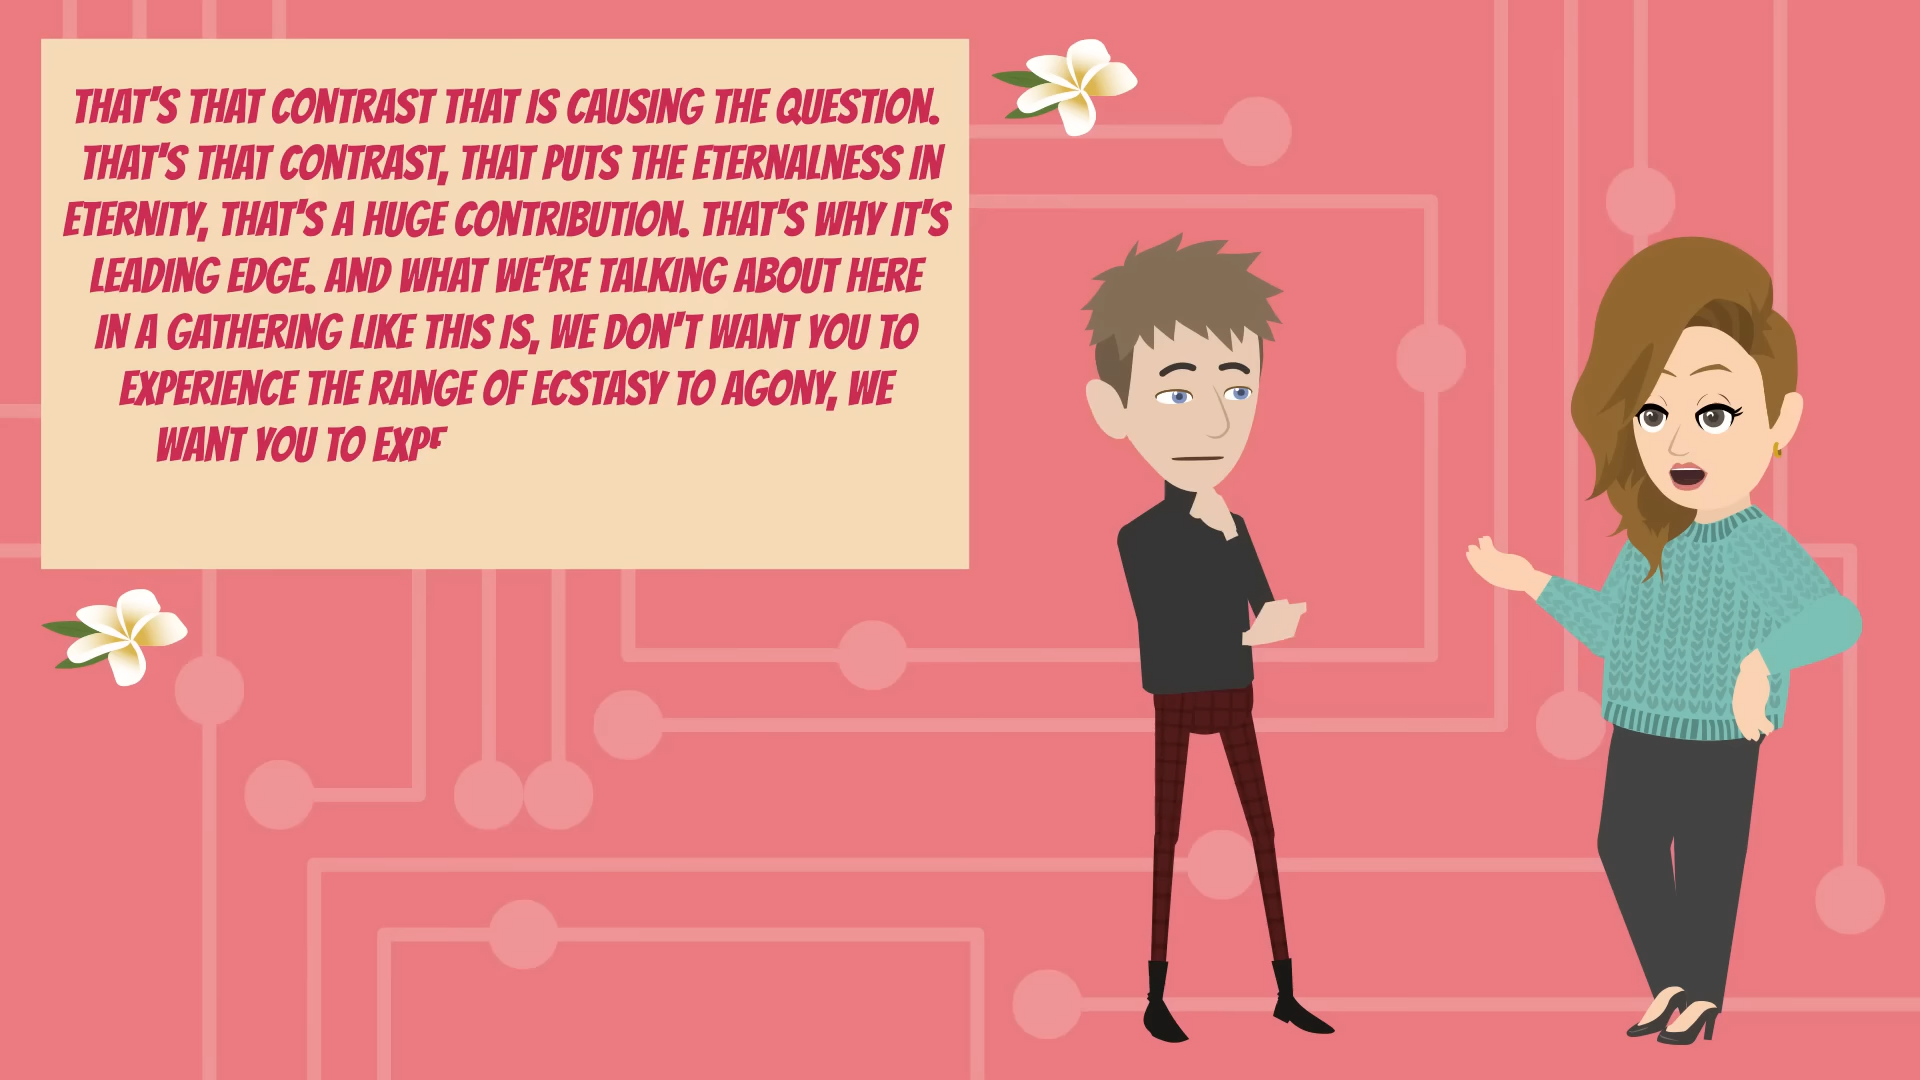 THAT'S THAT CONTRAST THAT IS CAUSING THE QUESTION.
THAT'S THAT CONTRAST, THAT PUTS THE ETERNALNESS IN
ETERNITY, THAT'S A HUGE CONTRIBUTION. THAT'S WHY IT'S
LEADING EDGE. AND WHAT WE'RE TALKING ABOUT HERE
IN A GATHERING LIKE THIS IS, WE DON'T WANT YOU TO
EXPERIENCE THE RANGE OF ECSTASY TO AGONY, WE
WANT YOU TO